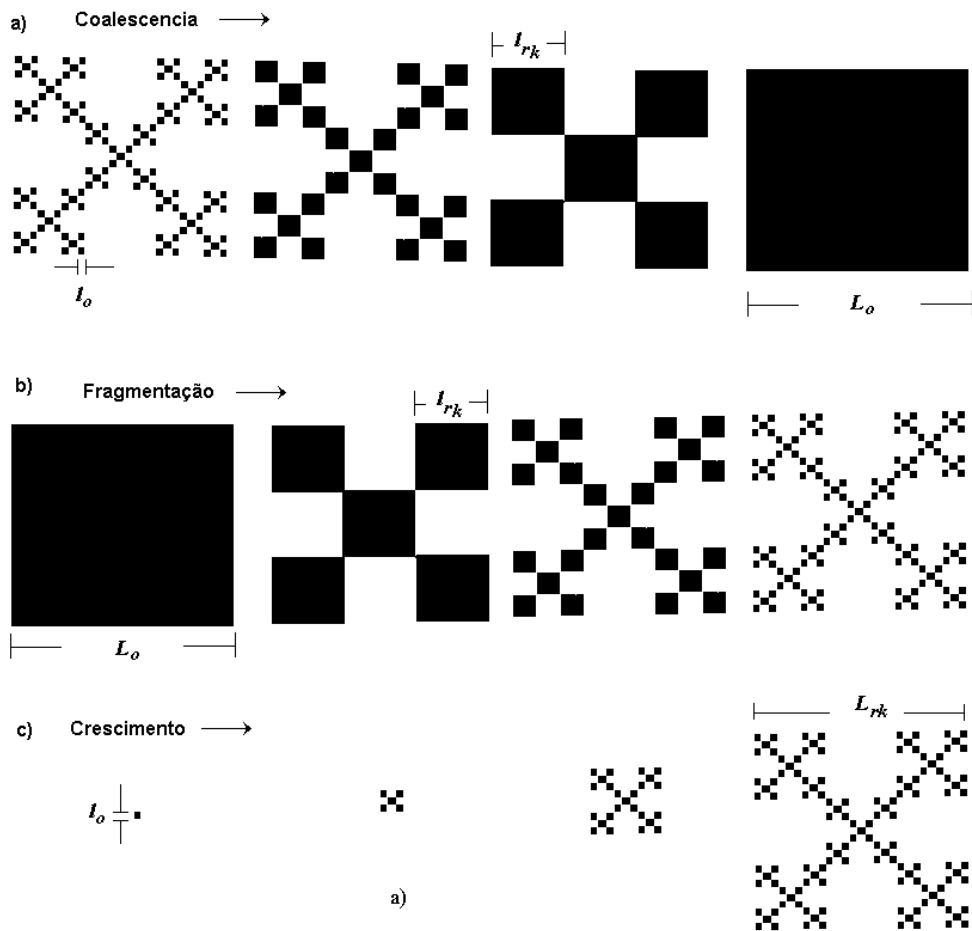 a) Coalescencia
l_rk
l_o
L_o
b) Fragmentação
l_rk
L_o
c) Crescimento
L_rk
l_o
a)